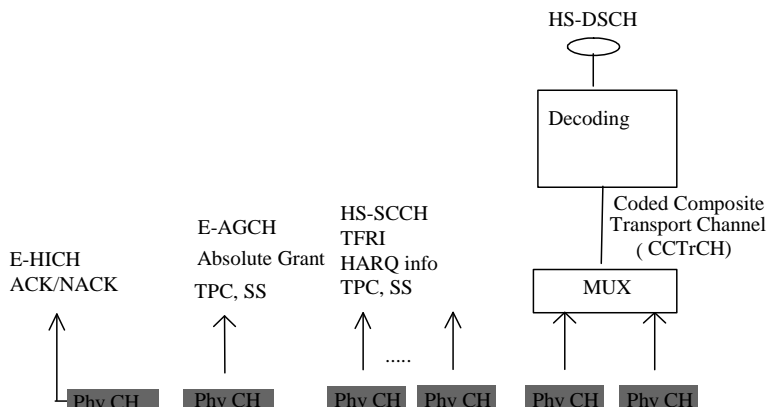 HS-DSCH
Decoding
Coded Composite
Transport Channel
( CCTrCH)
MUX
HS-SCCH
TFRI
HARQ info
TPC, SS
E-AGCH
Absolute Grant
TPC, SS
E-HICH
ACK/NACK
.....
Phy CH
Phy CH
Phy CH
Phy CH
Phy CH
Phy CH